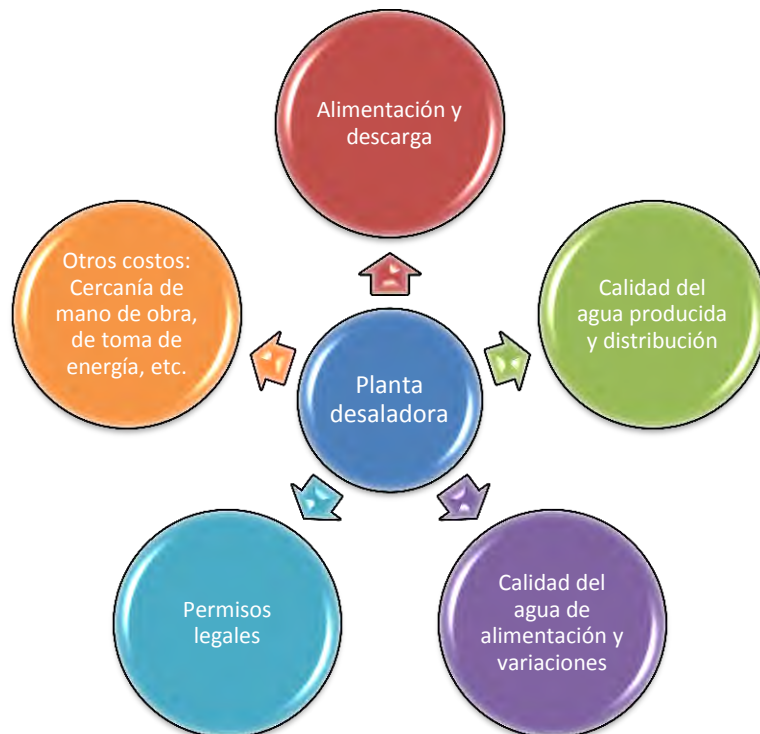 Alimentación y
descarga
Otros costos:
Cercanía de
mano de obra,
de toma de
energía, etc.
Calidad del
agua producida
y distribución
Planta
desaladora
Permisos
legales
Calidad del
agua de
alimentación y
variaciones